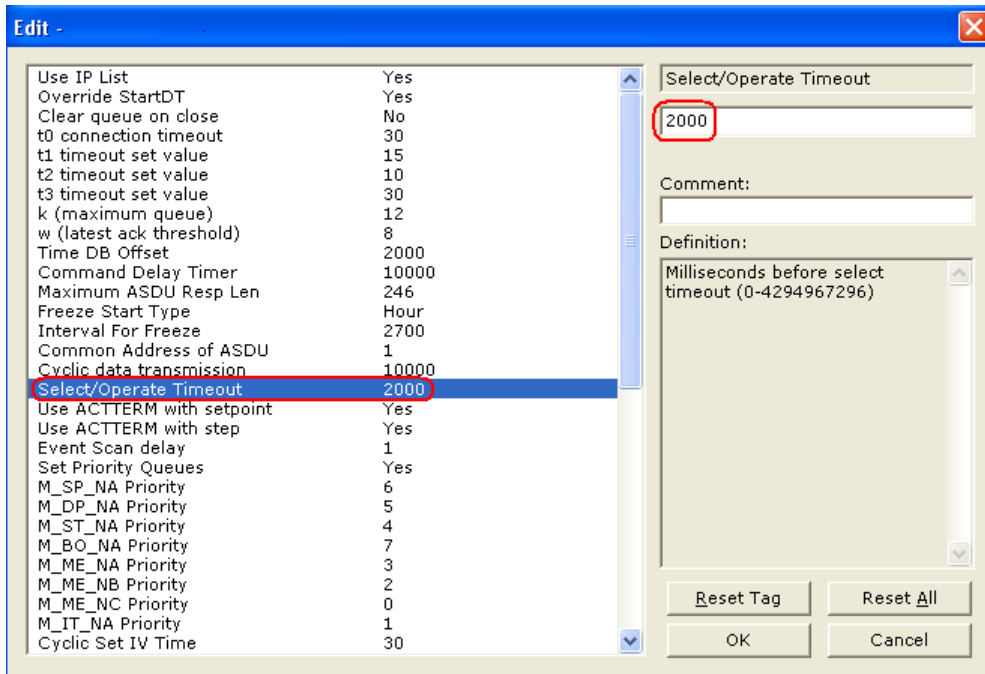 Edit -
Use IP List Yes
Override StartDT Yes
Clear queue on close No
t0 connection timeout 30
t1 timeout set value 15
t2 timeout set value 10
t3 timeout set value 30
k (maximum queue) 12
w (latest ack threshold) 8
Time DB Offset 2000
Command Delay Timer 10000
Maximum ASDU Resp Len 246
Freeze Start Type Hour
Interval For Freeze 2700
Common Address of ASDU 1
Cyclic data transmission 10000
Select/Operate Timeout 2000
Use ACTTERM with setpoint Yes
Use ACTTERM with step Yes
Event Scan delay 1
Set Priority Queues Yes
M_SP_NA Priority 6
M_DP_NA Priority 5
M_ST_NA Priority 4
M_BO_NA Priority 7
M_ME_NA Priority 3
M_ME_NB Priority 2
M_ME_NC Priority 0
M_IT_NA Priority 1
Cyclic Set IV Time 30
Select/Operate Timeout
2000
Comment:
Definition:
Milliseconds before select
timeout (0-4294967296)
Reset Tag
Reset All
OK
Cancel